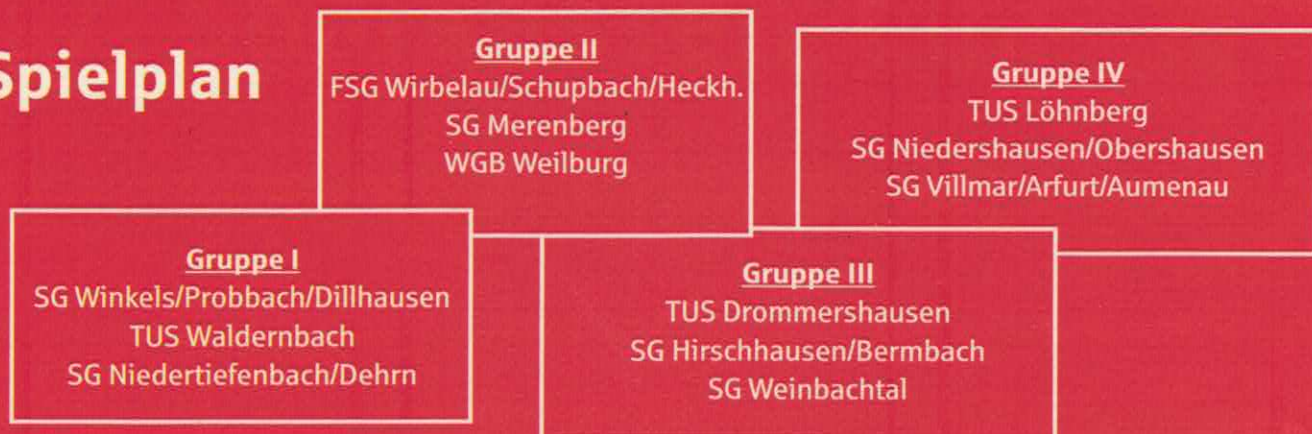 Spielplan
Gruppe II
FSG Wirbelau/Schupbach/Heckh.
SG Merenberg
WGB Weilburg
Gruppe IV
TUS Löhnberg
SG Niedershausen/Obershausen
SG Villmar/Arfurt/Aumenau
Gruppe I
SG Winkels/Probbach/Dillhausen
TUS Waldernbach
SG Niedertiefenbach/Dehrn
Gruppe III
TUS Drommershausen
SG Hirschhausen/Bermbach
SG Weinbachtal